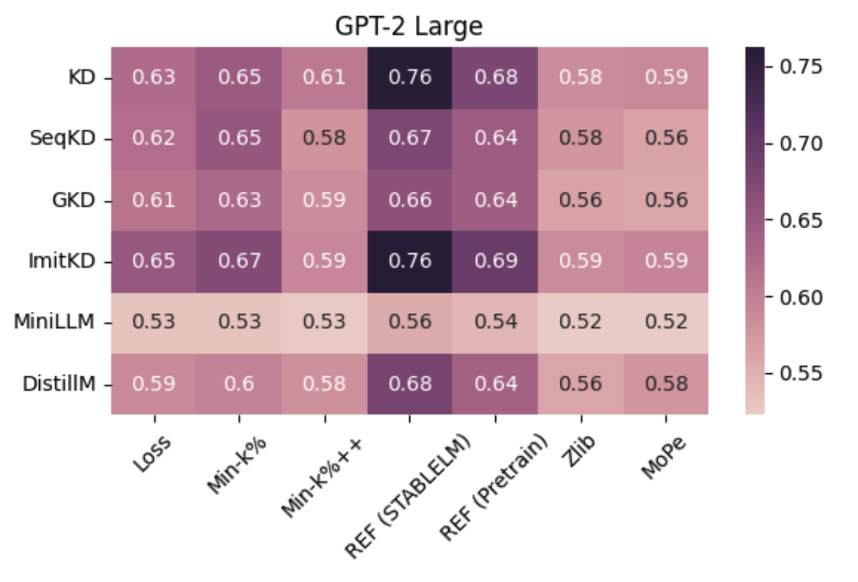 GPT-2 Large
KD 0.63 0.65 0.61 0.76 0.68 0.58 0.59
SeqKD 0.62 0.65 0.58 0.67 0.64 0.58 0.56
GKD 0.61 0.63 0.59 0.66 0.64 0.56 0.56
ImitKD 0.65 0.67 0.59 0.76 0.69 0.59 0.59
MiniLLM 0.53 0.53 0.53 0.56 0.54 0.52 0.52
DistillM 0.59 0.6 0.58 0.68 0.64 0.56 0.58
Loss Min-k% Min-k%++ REF (STABLELM) REF (Pretrain) Zlib MoPe
0.75
0.70
0.65
0.60
0.55